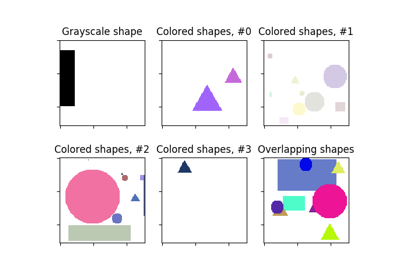 Grayscale shape
Colored shapes, #0
Colored shapes, #1
Colored shapes, #2
Colored shapes, #3
Overlapping shapes